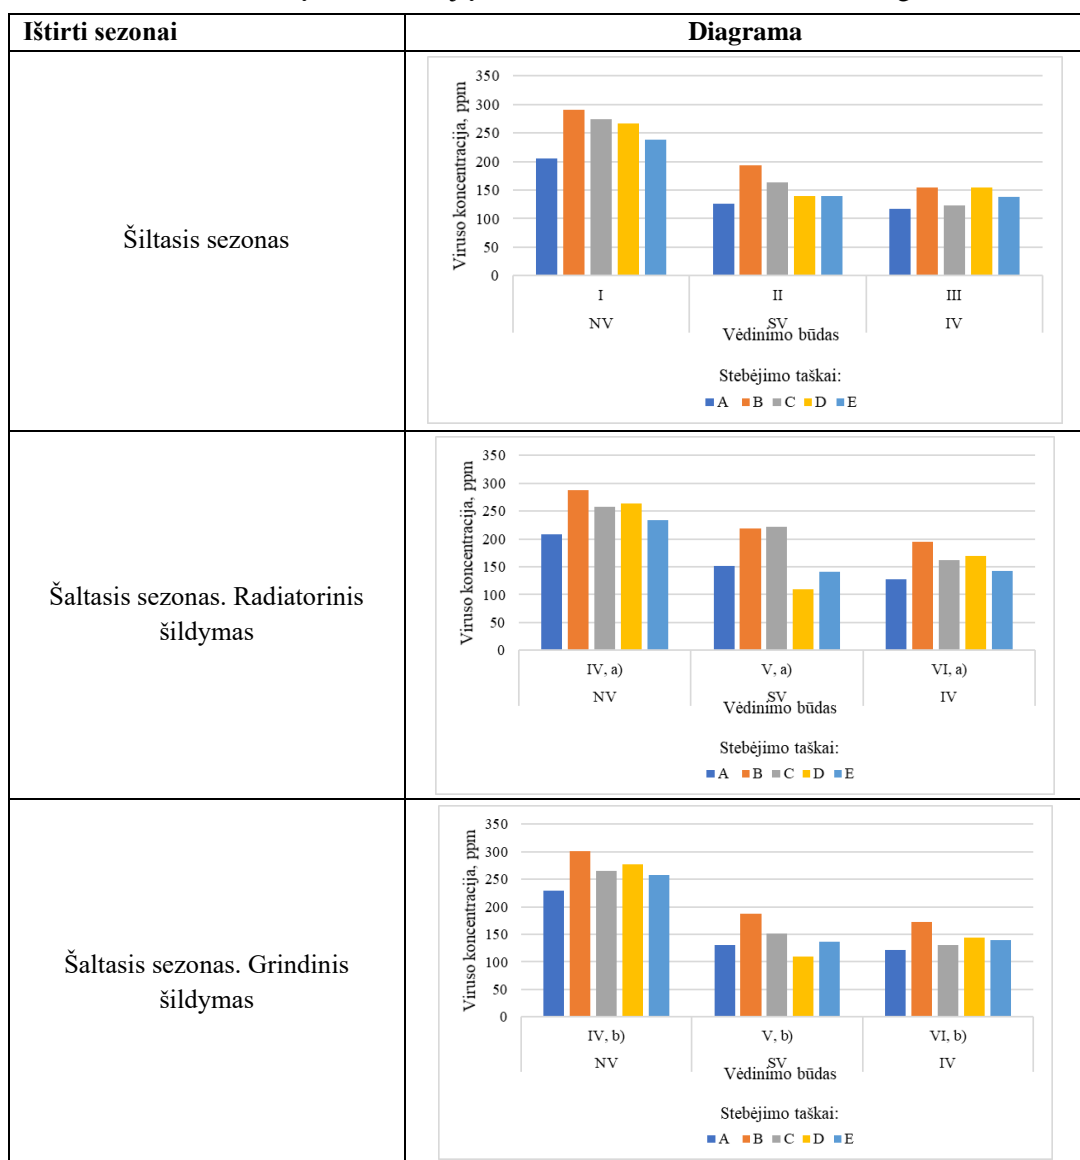 Ištirti sezonai
Diagrama
Šiltasis sezonas
Viruso koncentracija, ppm
350
300
250
200
150
100
50
0
I II III
NV SV IV
Vėdinimo būdas
Stebėjimo taškai:
A B C D E
Šaltasis sezonas. Radiatorinis
šildymas
Viruso koncentracija, ppm
350
300
250
200
150
100
50
0
IV, a) V, a) VI, a)
NV SV IV
Vėdinimo būdas
Stebėjimo taškai:
A B C D E
Šaltasis sezonas. Grindinis
šildymas
Viruso koncentracija, ppm
350
300
250
200
150
100
50
0
IV, b) V, b) VI, b)
NV SV IV
Vėdinimo būdas
Stebėjimo taškai:
A B C D E